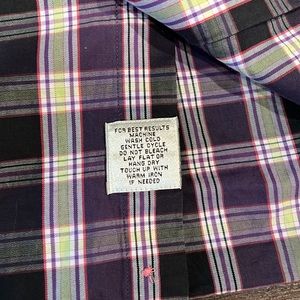 FOR BEST RESULTS
MACHINE
WASH COLD
GENTLE CYCLE
DO NOT BLEACH
LAY FLAT OR
HANG DRY
TOUCH UP WITH
WARM IRON
IF NEEDED